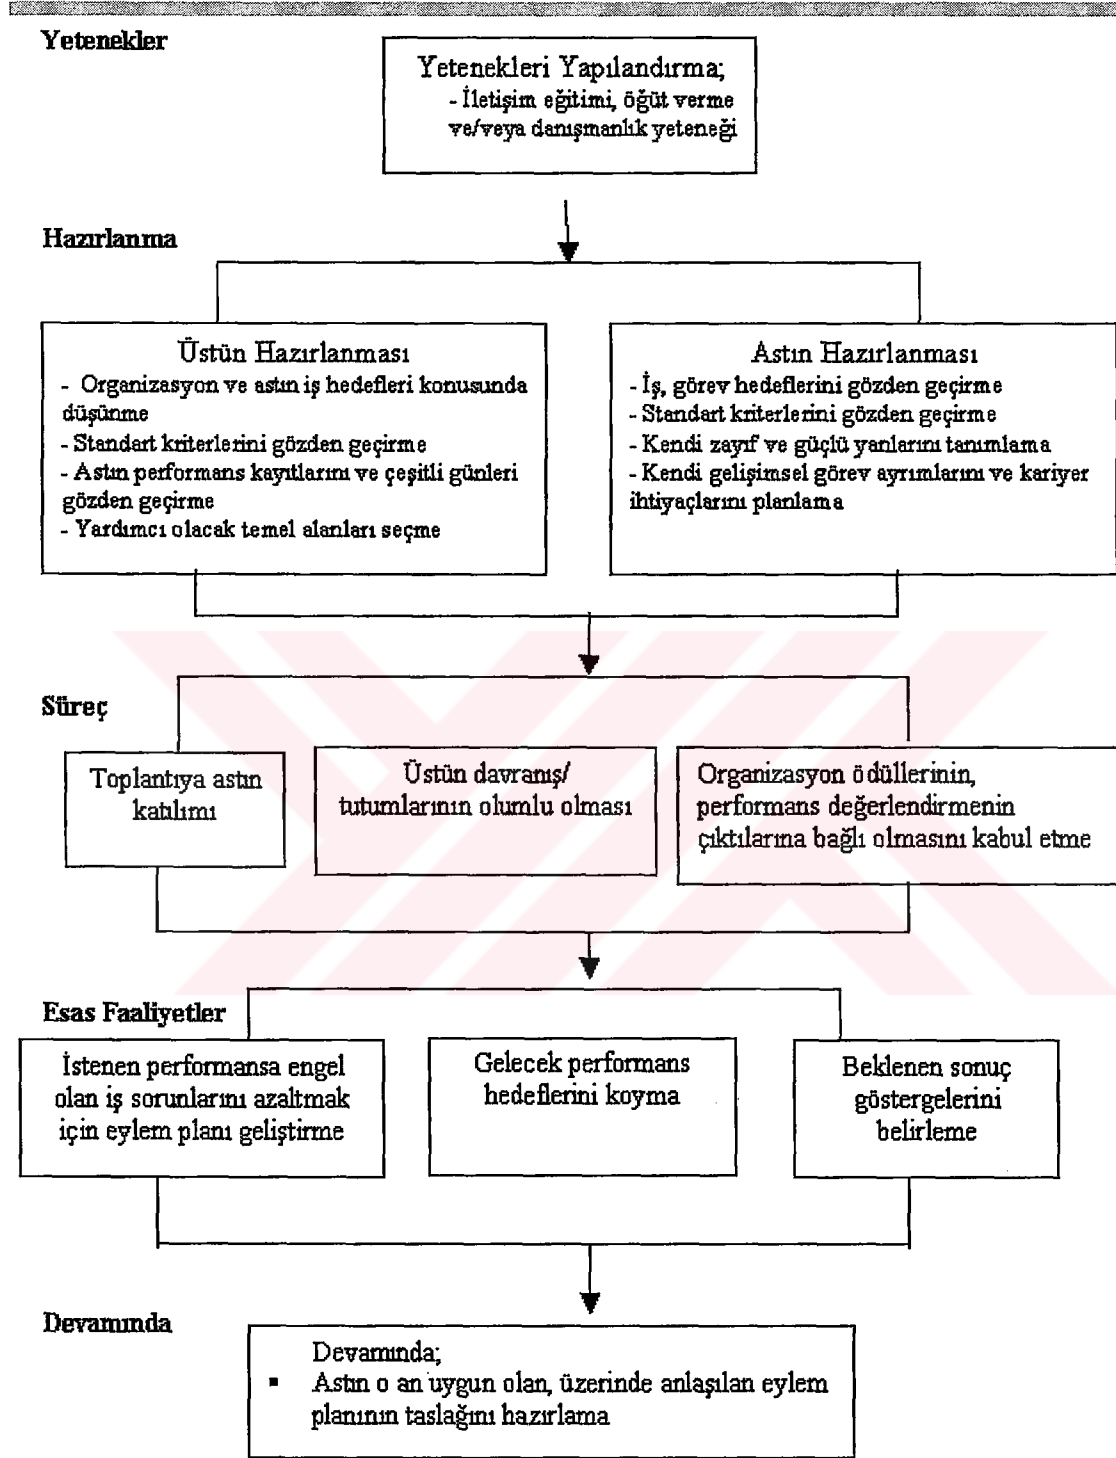 Yetenekler
Yetenekleri Yapılandırma;
- İletişim eğitimi, öğüt verme
ve/veya danışmanlık yeteneği
Hazırlanma
Üstün Hazırlanması
- Organizasyon ve astın iş hedefleri konusunda
düşünme
- Standart kriterlerini gözden geçirme
- Astın performans kayıtlarını ve çeşitli günleri
gözden geçirme
- Yardımcı olacak temel alanları seçme
Astın Hazırlanması
- İş, görev hedeflerini gözden geçirme
- Standart kriterlerini gözden geçirme
- Kendi zayıf ve güçlü yanlarını tanımlama
- Kendi gelişimsel görev ayrımlarını ve kariyer
ihtiyaçlarını planlama
Süreç
Toplantıya astın
katılımı
Üstün davranış/
tutumlarının olumlu olması
Organizasyon ödüllerinin,
performans değerlendirmenin
çıktılarına bağlı olmasını kabul etme
Esas Faaliyetler
İstenen performansa engel
olan iş sorunlarını azaltmak
için eylem planı geliştirme
Gelecek performans
hedeflerini koyma
Beklenen sonuç
göstergelerini
belirleme
Devamında
Devamında;
▪ Astın o an uygun olan, üzerinde anlaşılan eylem
planının taslağını hazırlama